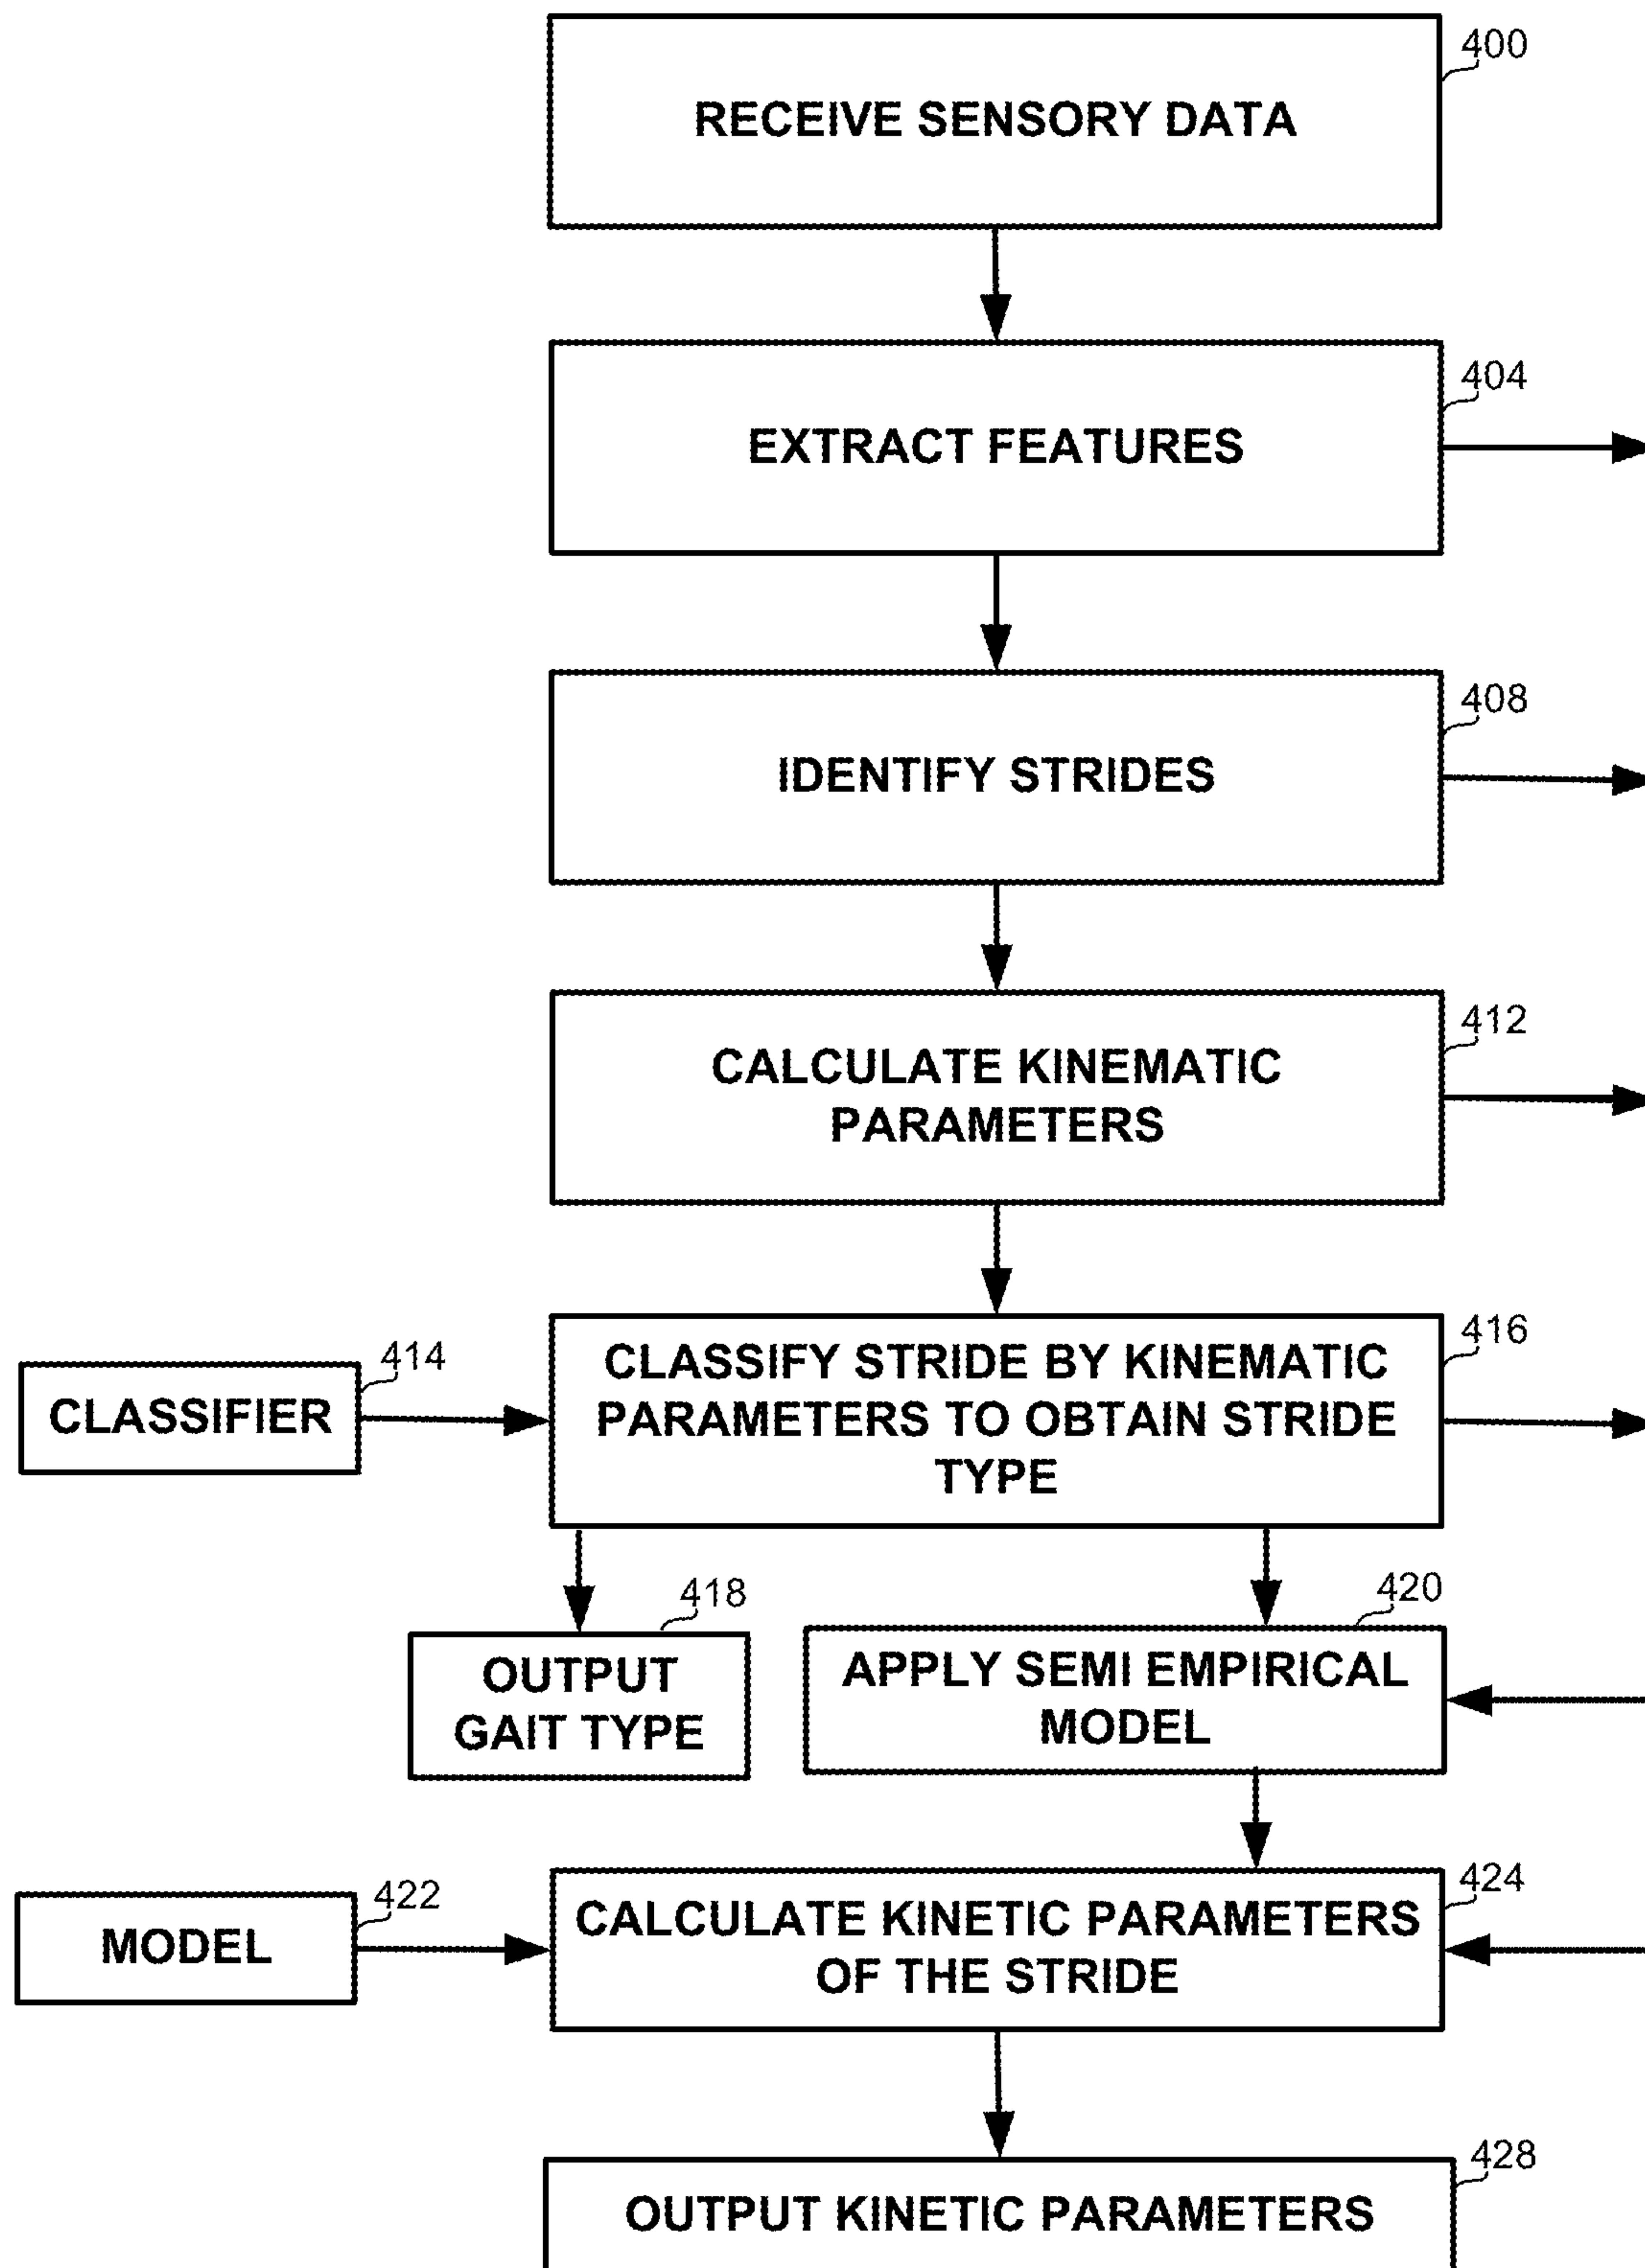 400
RECEIVE SENSORY DATA
404
EXTRACT FEATURES
408
IDENTIFY STRIDES
412
CALCULATE KINEMATIC
PARAMETERS
414
CLASSIFIER
416
CLASSIFY STRIDE BY KINEMATIC
PARAMETERS TO OBTAIN STRIDE
TYPE
418
OUTPUT
GAIT TYPE
420
APPLY SEMI EMPIRICAL
MODEL
422
MODEL
424
CALCULATE KINETIC PARAMETERS
OF THE STRIDE
428
OUTPUT KINETIC PARAMETERS